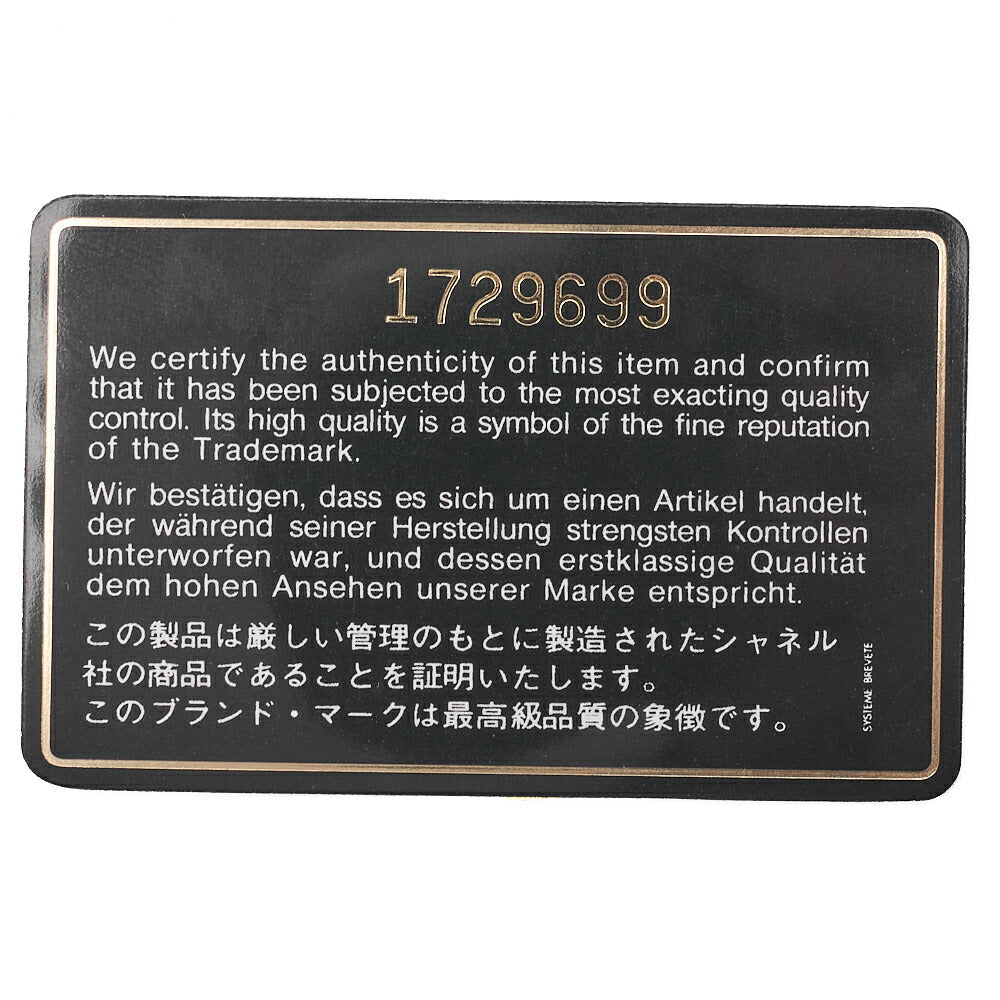 1729699
We certify the authenticity of this item and confirm
that it has been subjected to the most exacting quality
control. Its high quality is a symbol of the fine reputation
of the Trademark.
Wir bestätigen, dass es sich um einen Artikel handelt,
der während seiner Herstellung strengsten Kontrollen
unterworfen war, und dessen erstklassige Qualität
dem hohen Ansehen unserer Marke entspricht.
この製品は厳しい管理のもとに製造されたシャネル
社の商品であることを証明いたします。
このブランド・マークは最高級品質の象徴です。
SYSTEME BREVETE